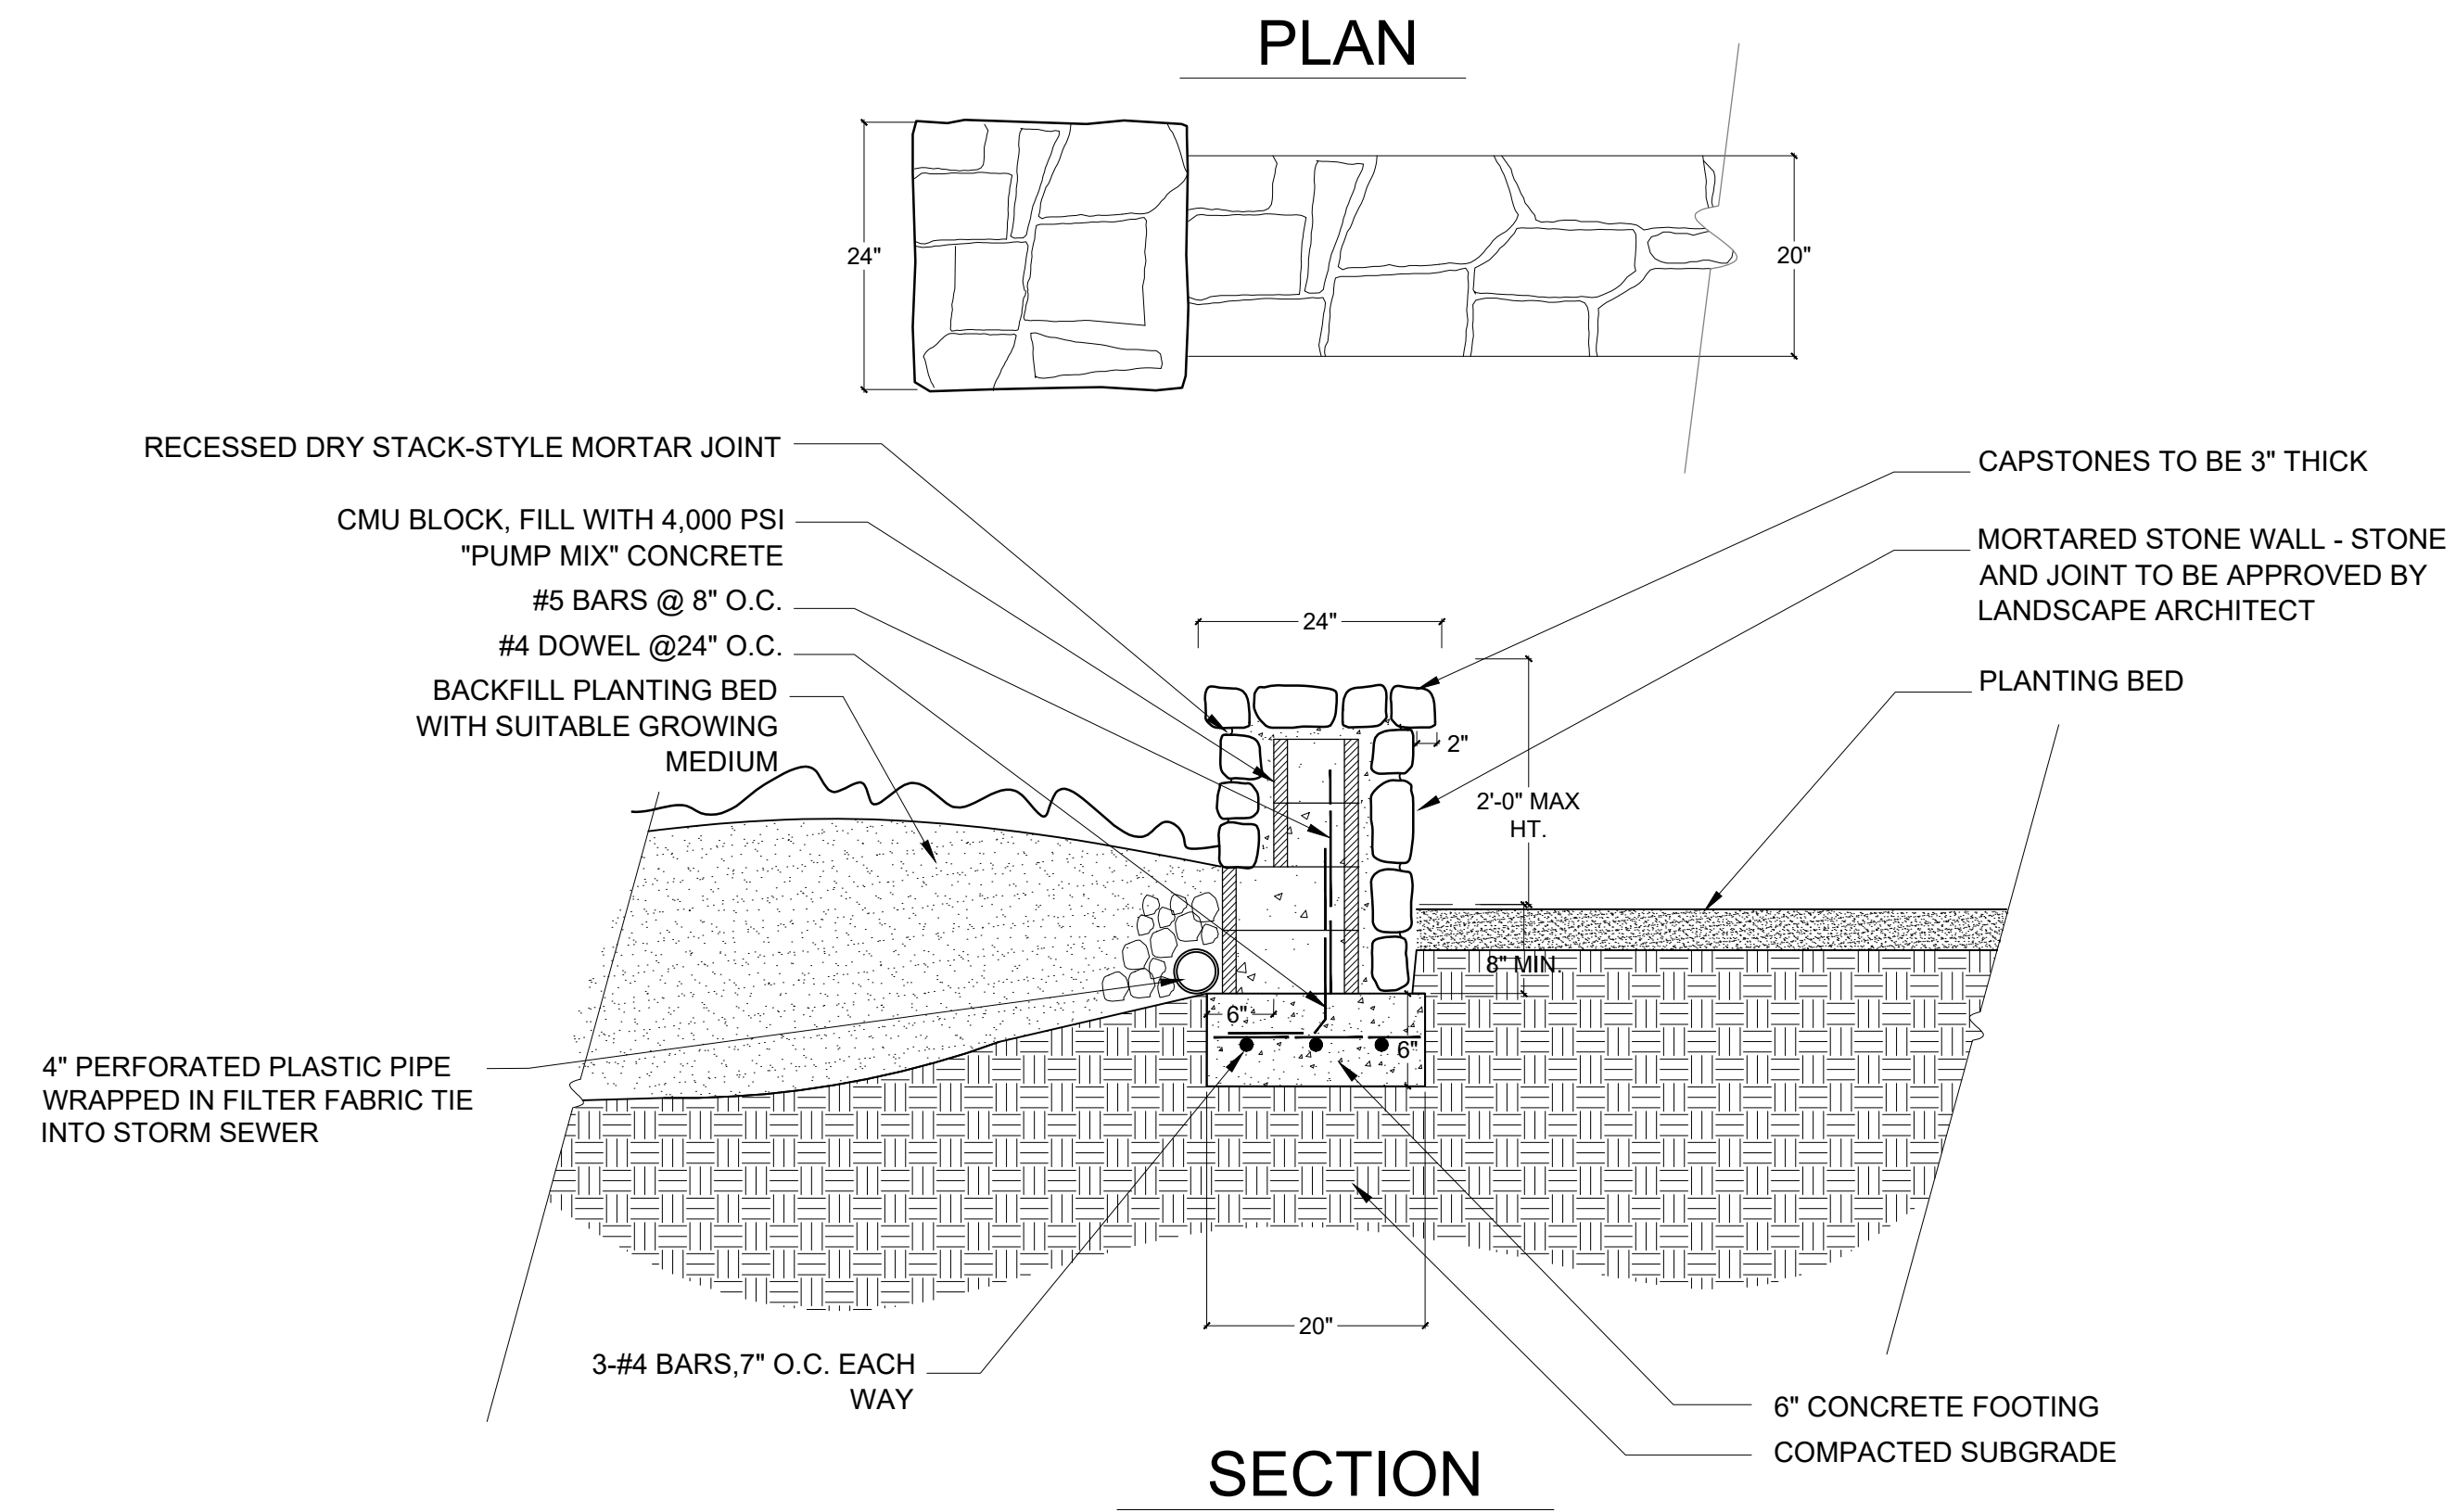 PLAN
24"
20"
RECESSED DRY STACK-STYLE MORTAR JOINT
CMU BLOCK, FILL WITH 4,000 PSI
"PUMP MIX" CONCRETE
#5 BARS @ 8" O.C.
#4 DOWEL @24" O.C.
BACKFILL PLANTING BED
WITH SUITABLE GROWING
MEDIUM
4" PERFORATED PLASTIC PIPE
WRAPPED IN FILTER FABRIC TIE
INTO STORM SEWER
3-#4 BARS,7" O.C. EACH
WAY
24"
2"
2'-0" MAX
HT.
8" MIN.
6"
6"
20"
CAPSTONES TO BE 3" THICK
MORTARED STONE WALL - STONE
AND JOINT TO BE APPROVED BY
LANDSCAPE ARCHITECT
PLANTING BED
6" CONCRETE FOOTING
COMPACTED SUBGRADE
SECTION